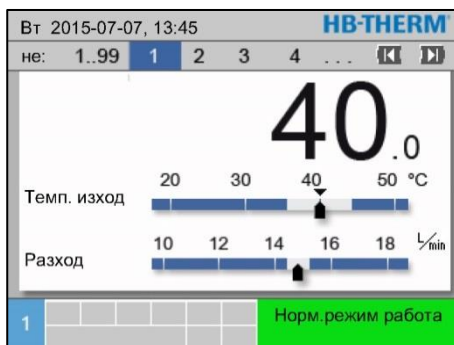 Вт 2015-07-07, 13:45 HB-THERM
не: 1..99 1 2 3 4 ...
40.0
20 30 40 50 °C
Темп. изход
10 12 14 16 18 L/min
Разход
1 Норм.режим работа